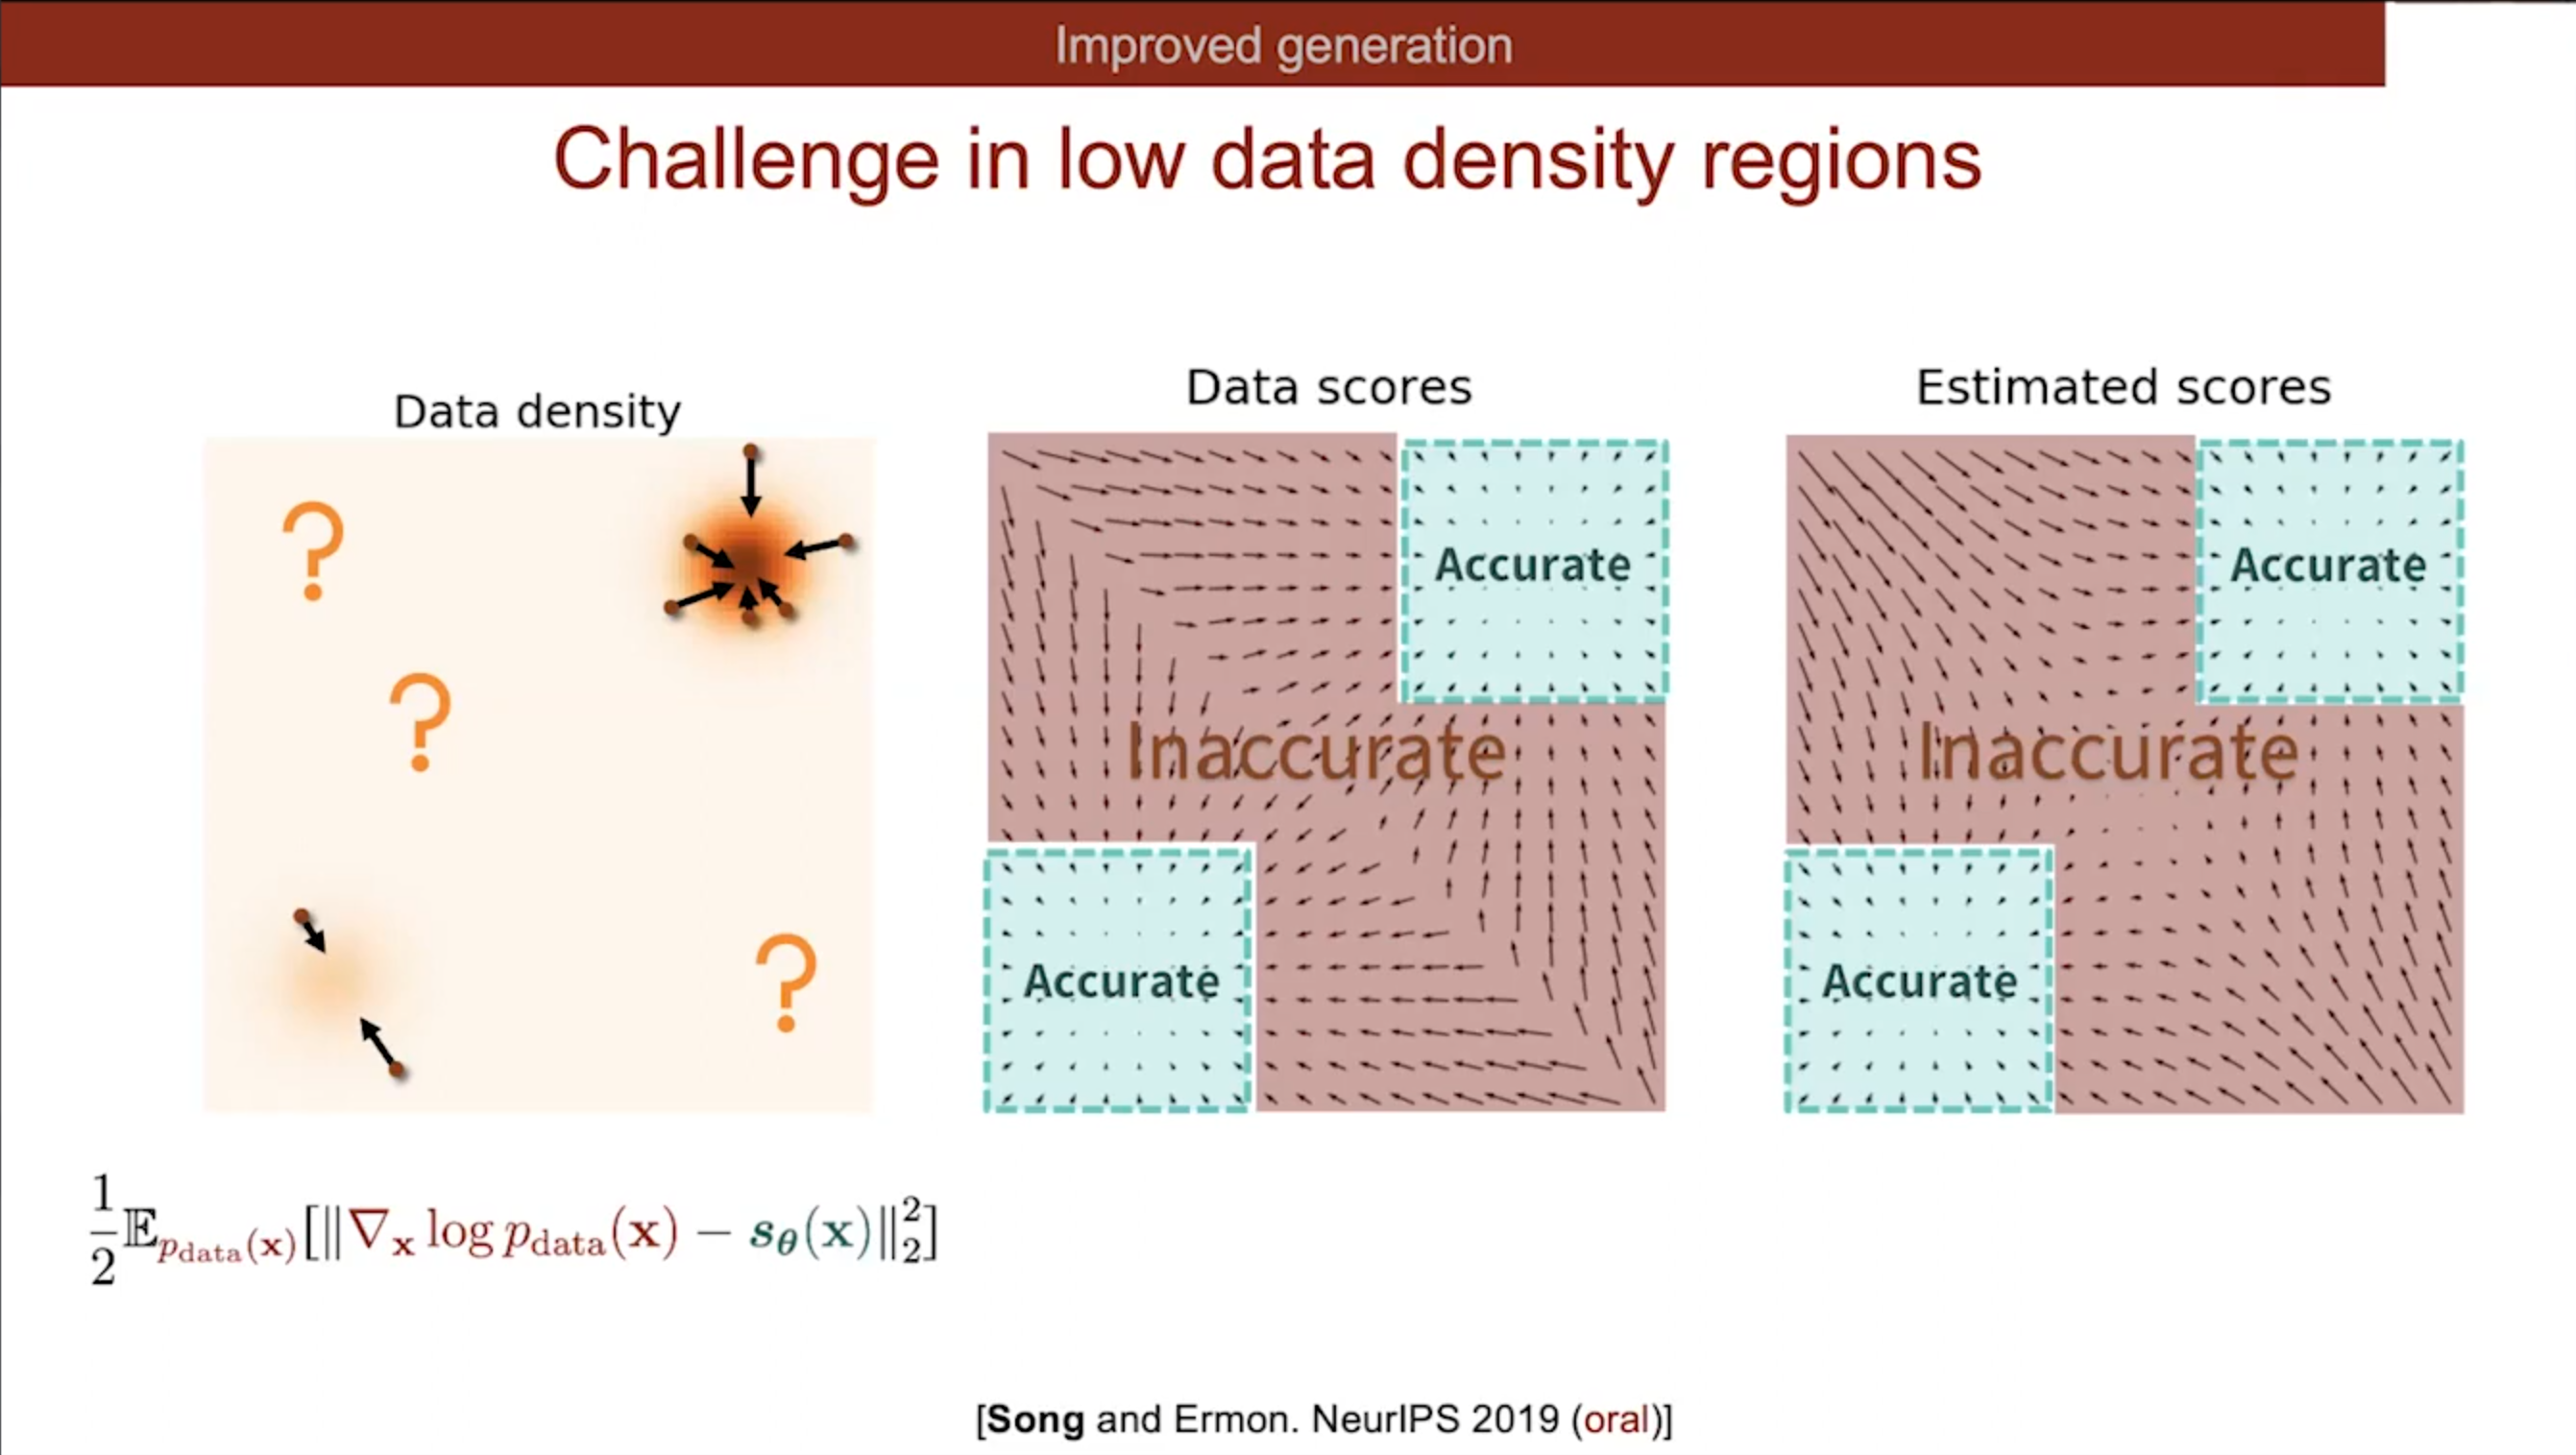 Improved generation
Challenge in low data density regions
Data density
Data scores
Estimated scores
?
?
?
Accurate
Inaccurate
Accurate
Accurate
Inaccurate
Accurate
\frac{1}{2}\mathbb{E}_{p_{\text{data}}(\mathbf{x})}[\|\nabla_{\mathbf{x}} \log p_{\text{data}}(\mathbf{x}) - \boldsymbol{s}_{\boldsymbol{\theta}}(\mathbf{x})\|_2^2]
[Song and Ermon. NeurIPS 2019 (oral)]